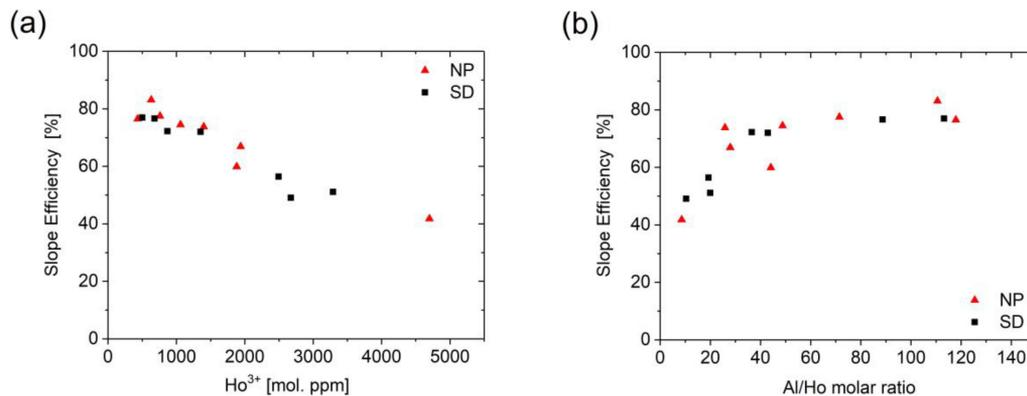 (a)
100
80
60
40
20
0
Slope Efficiency [%]
NP
SD
0 1000 2000 3000 4000 5000
Ho³⁺ [mol. ppm]
(b)
100
80
60
40
20
0
Slope Efficiency [%]
NP
SD
0 20 40 60 80 100 120 140
Al/Ho molar ratio